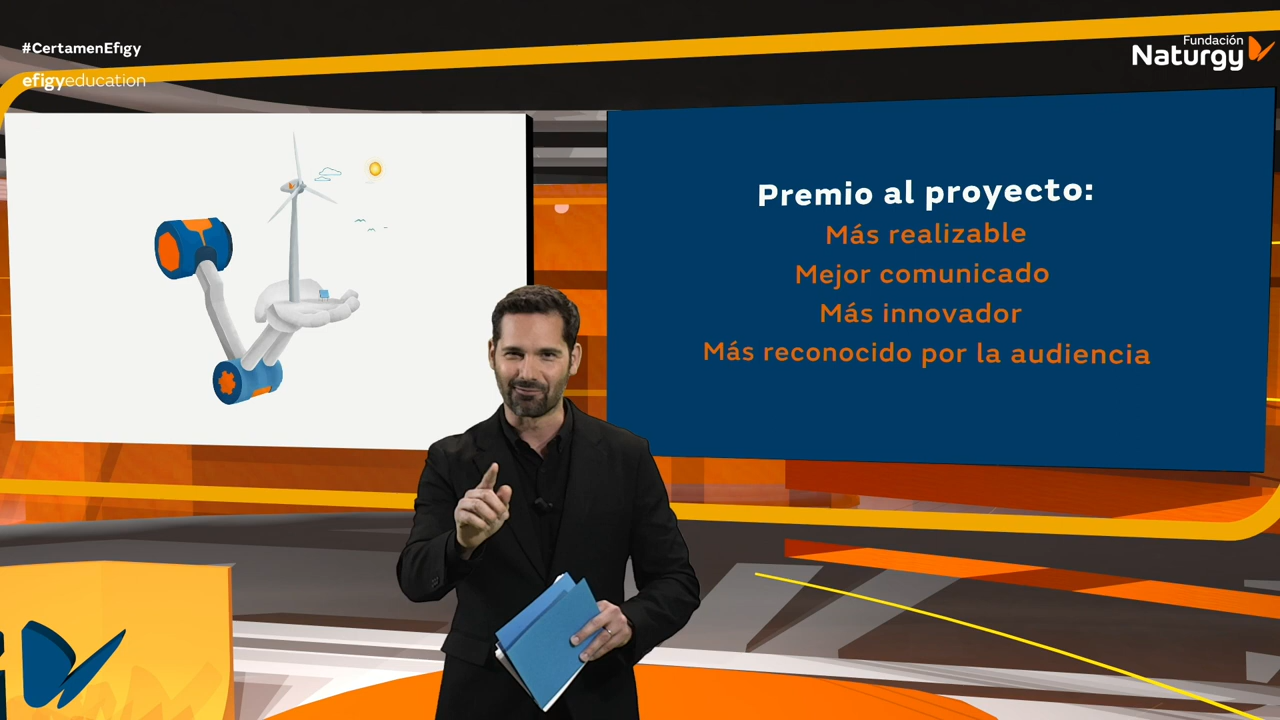 #CertamenEfigy
efigyeducation
Fundación
Naturgy
Premio al proyecto:
Más realizable
Mejor comunicado
Más innovador
Más reconocido por la audiencia